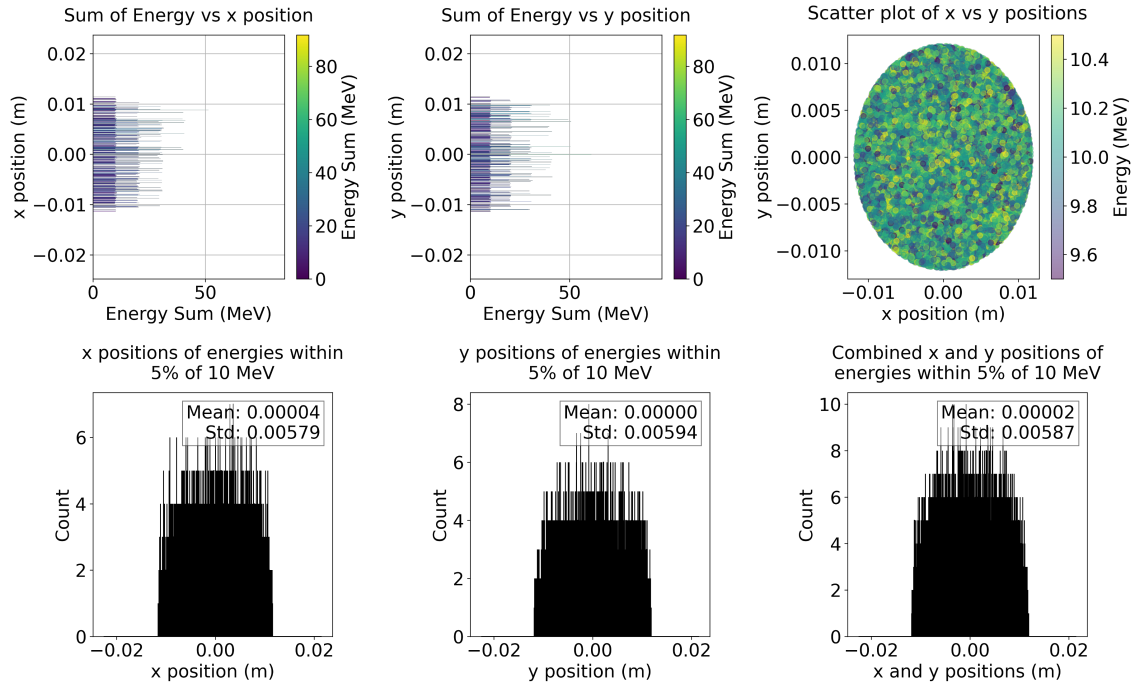 Sum of Energy vs x position
0.02
0.01
0.00
−0.01
−0.02
x position (m)
0
50
Energy Sum (MeV)
80
60
40
20
0
Energy Sum (MeV)
Sum of Energy vs y position
0.02
0.01
0.00
−0.01
−0.02
y position (m)
0
50
Energy Sum (MeV)
80
60
40
20
0
Energy Sum (MeV)
Scatter plot of x vs y positions
0.010
0.005
0.000
−0.005
−0.010
y position (m)
−0.01
0.00
0.01
x position (m)
10.4
10.2
10.0
9.8
9.6
Energy (MeV)
x positions of energies within
5% of 10 MeV
Mean: 0.00004
Std: 0.00579
6
4
2
0
Count
−0.02
0.00
0.02
x position (m)
y positions of energies within
5% of 10 MeV
Mean: 0.00000
Std: 0.00594
8
6
4
2
0
Count
−0.02
0.00
0.02
y position (m)
Combined x and y positions of
energies within 5% of 10 MeV
Mean: 0.00002
Std: 0.00587
10
8
6
4
2
0
Count
−0.02
0.00
0.02
x and y positions (m)